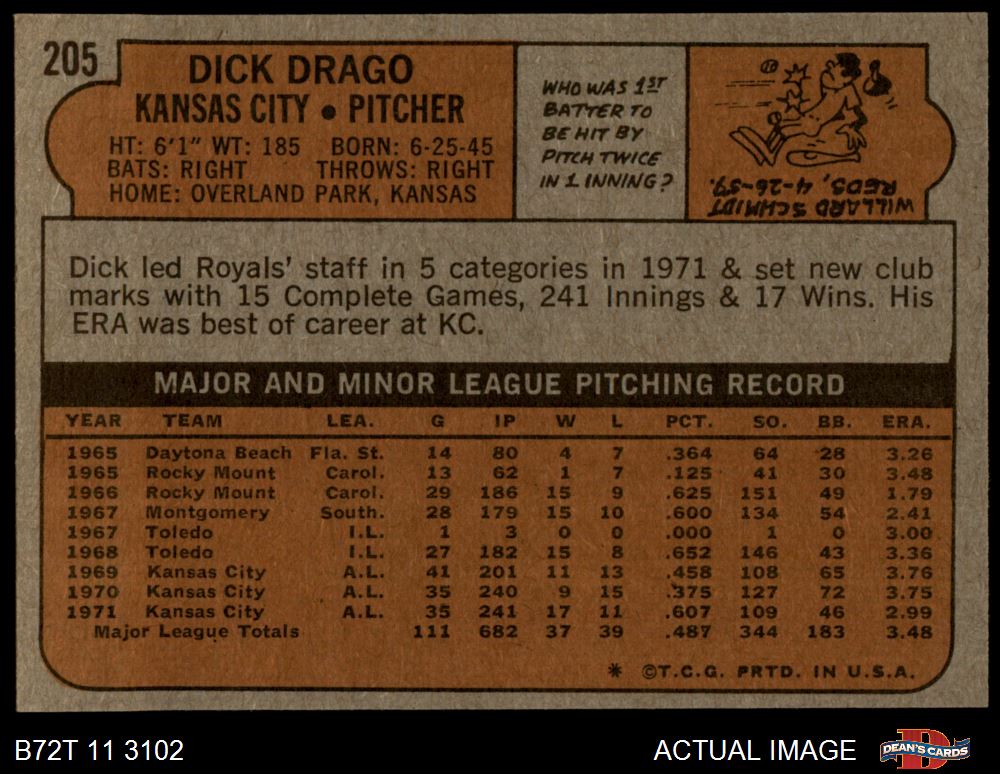 205
DICK DRAGO
KANSAS CITY • PITCHER
HT: 6'1" WT: 185 BORN: 6-25-45
BATS: RIGHT THROWS: RIGHT
HOME: OVERLAND PARK, KANSAS
WHO WAS 1ST
BATTER TO
BE HIT BY
PITCH TWICE
IN 1 INNING?
WILLARD SCHMIDT
REDS, 4-26-59.
Dick led Royals' staff in 5 categories in 1971 & set new club
marks with 15 Complete Games, 241 Innings & 17 Wins. His
ERA was best of career at KC.
MAJOR AND MINOR LEAGUE PITCHING RECORD
YEAR TEAM LEA. G IP W L PCT. SO. BB. ERA.
1965 Daytona Beach Fla. St. 14 80 4 7 .364 64 28 3.26
1965 Rocky Mount Carol. 13 62 1 7 .125 41 30 3.48
1966 Rocky Mount Carol. 29 186 15 9 .625 151 49 1.79
1967 Montgomery South. 28 179 15 10 .600 134 54 2.41
1967 Toledo I.L. 1 3 0 0 .000 1 0 3.00
1968 Toledo I.L. 27 182 15 8 .652 146 43 3.36
1969 Kansas City A.L. 41 201 11 13 .458 108 65 3.76
1970 Kansas City A.L. 35 240 9 15 .375 127 72 3.75
1971 Kansas City A.L. 35 241 17 11 .607 109 46 2.99
Major League Totals 111 682 37 39 .487 344 183 3.48
* ©T.C.G. PRTD. IN U.S.A.
B72T 11 3102
ACTUAL IMAGE
DEAN'S CARDS